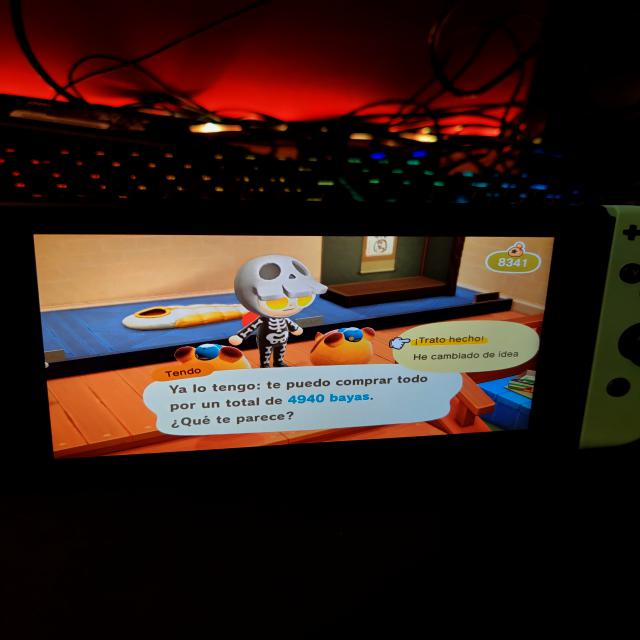 8341
¡Trato hecho!
He cambiado de idea
Tendo
Ya lo tengo: te puedo comprar todo
por un total de 4940 bayas.
¿Qué te parece?